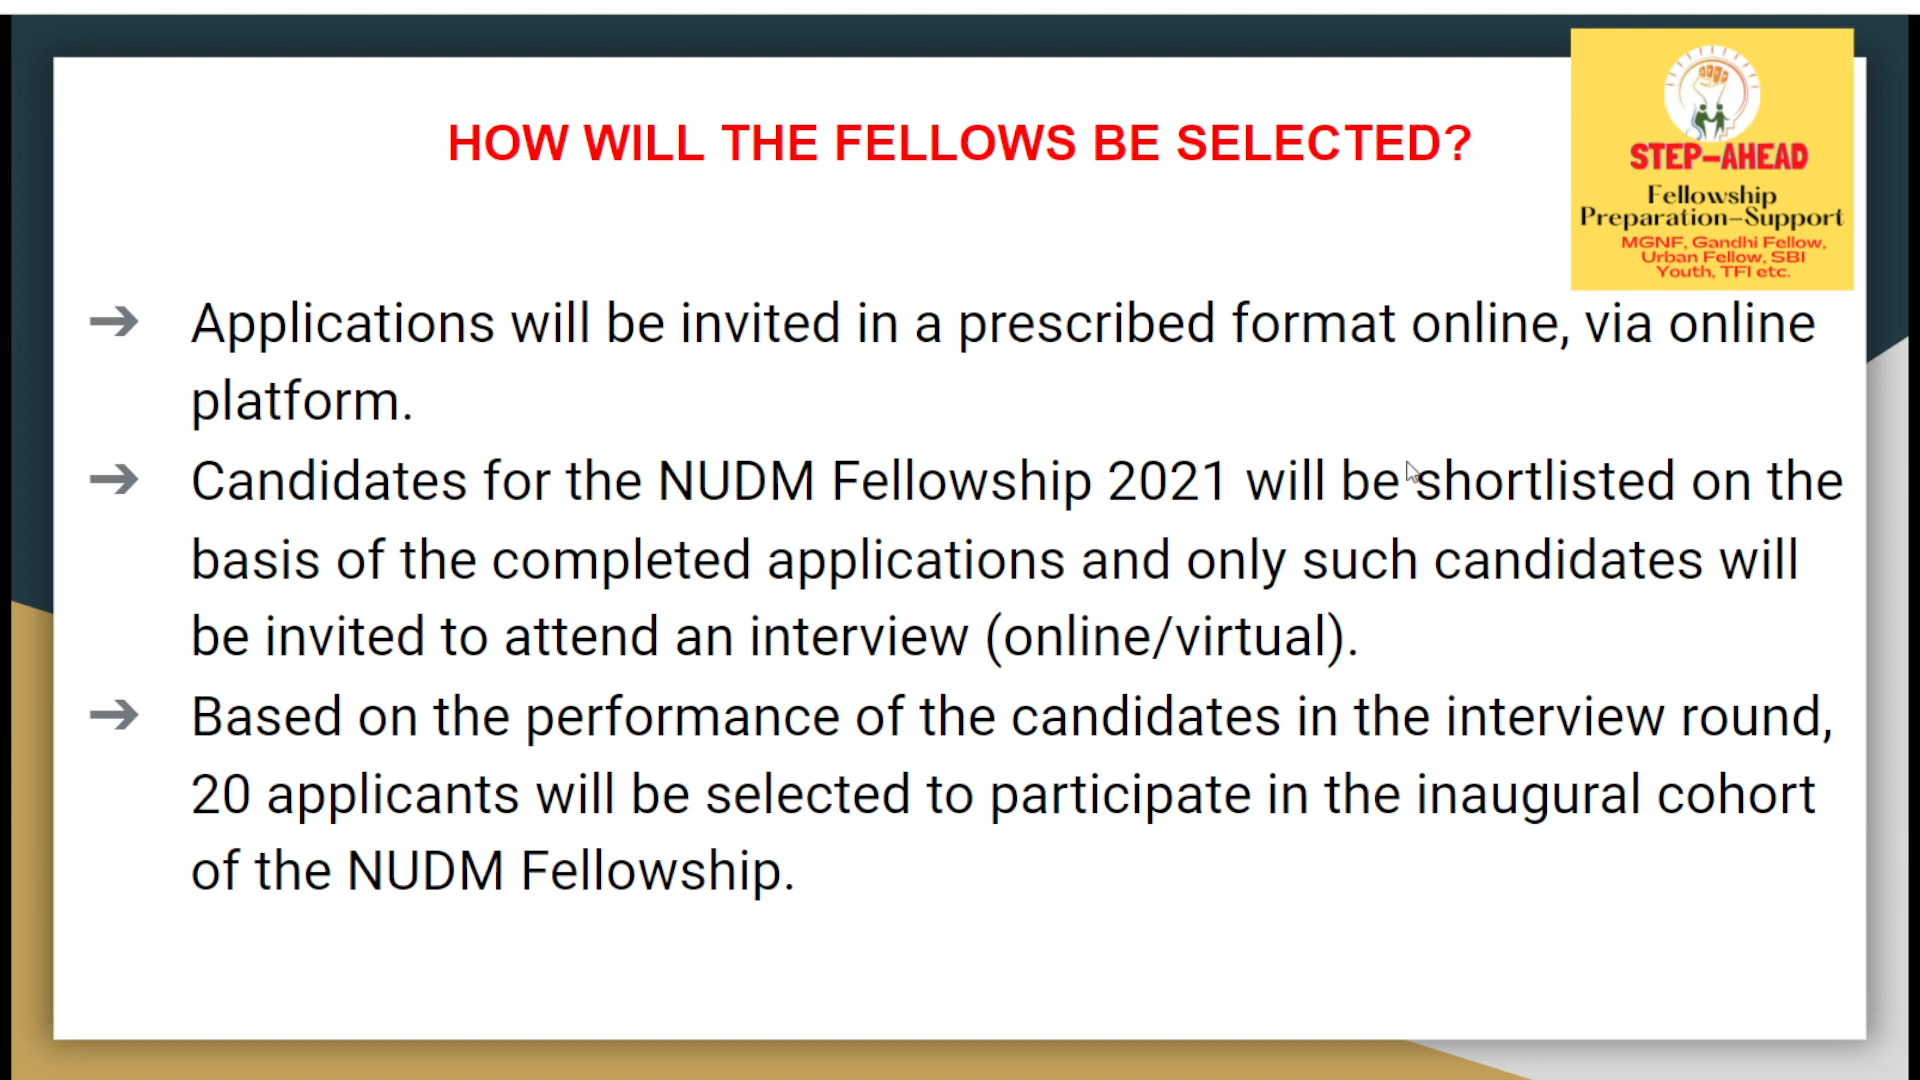 HOW WILL THE FELLOWS BE SELECTED?
STEP-AHEAD
Fellowship
Preparation-Support
MGNF, Gandhi Fellow,
Urban Fellow, SBI
Youth, TFI etc.
Applications will be invited in a prescribed format online, via online
platform.
Candidates for the NUDM Fellowship 2021 will be shortlisted on the
basis of the completed applications and only such candidates will
be invited to attend an interview (online/virtual).
Based on the performance of the candidates in the interview round,
20 applicants will be selected to participate in the inaugural cohort
of the NUDM Fellowship.